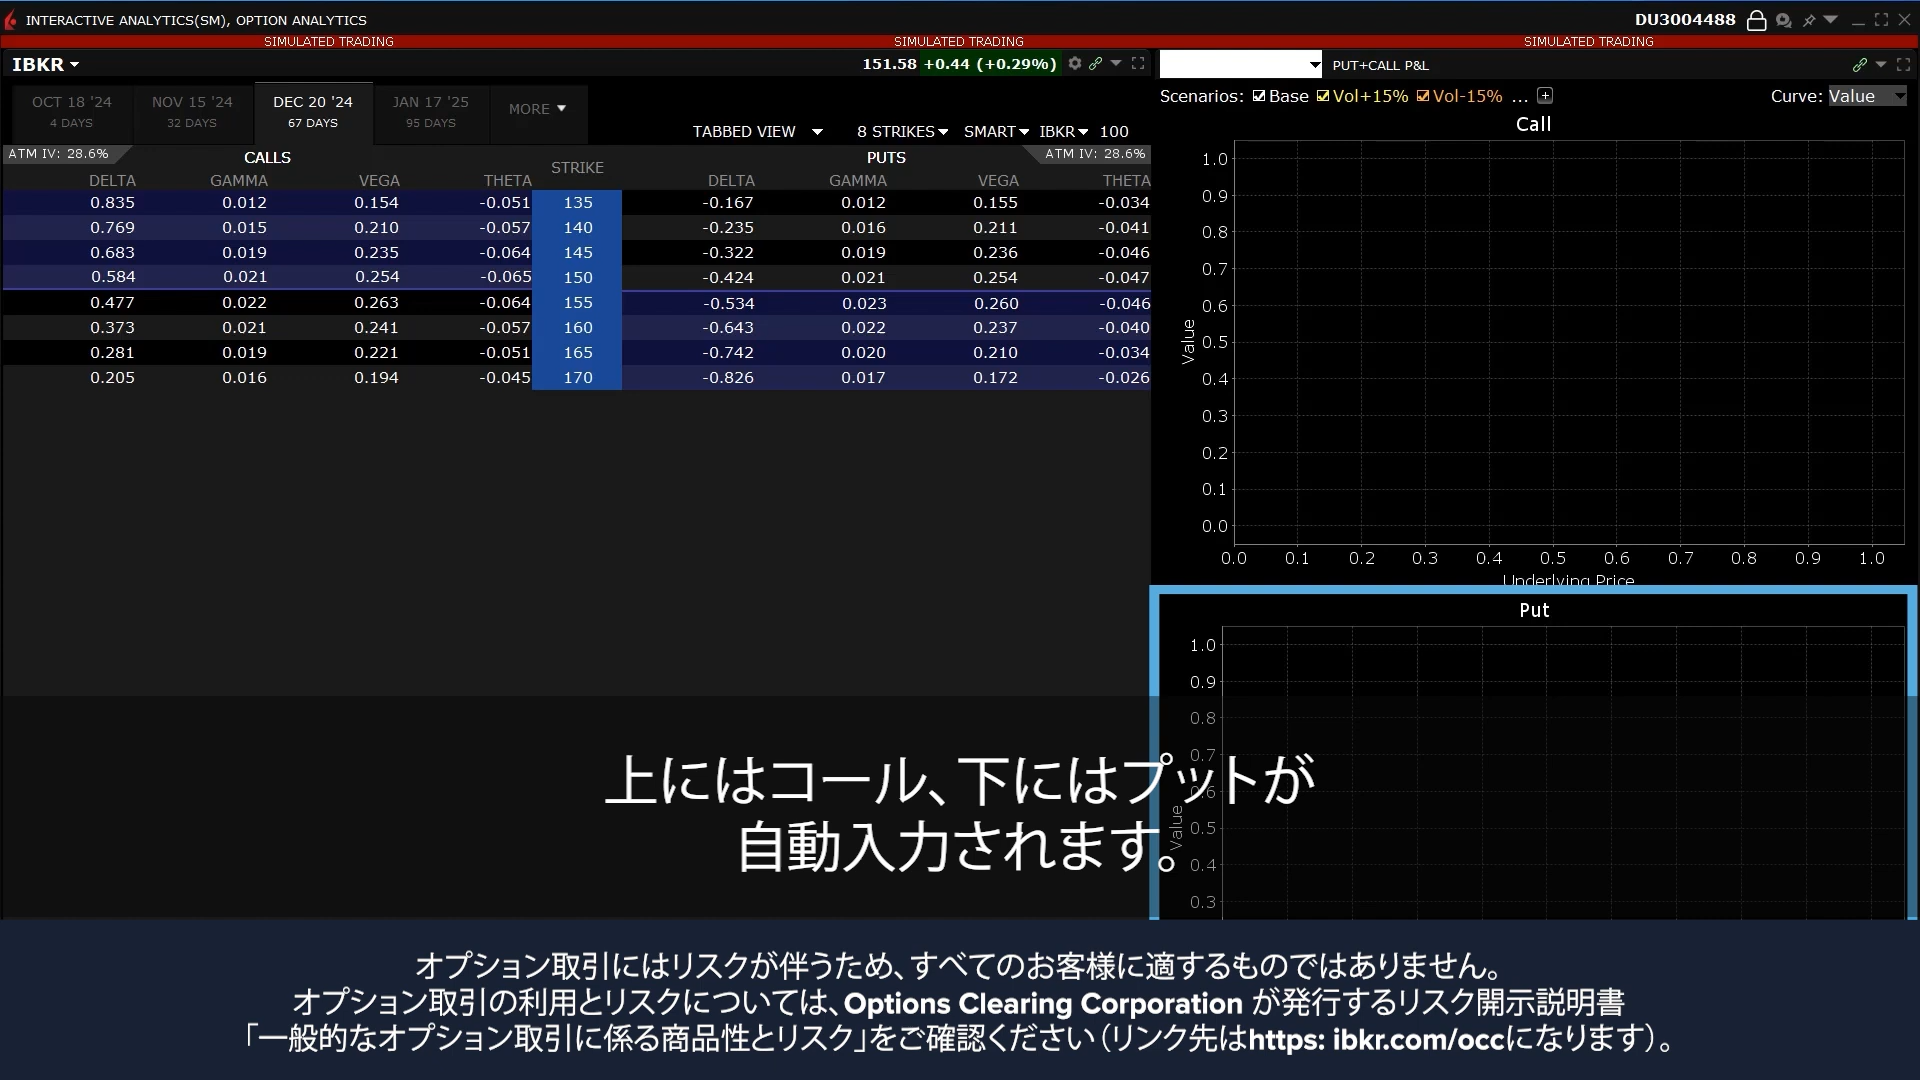 INTERACTIVE ANALYTICS(SM), OPTION ANALYTICS
DU3004488
SIMULATED TRADING SIMULATED TRADING SIMULATED TRADING
IBKR 151.58 +0.44 (+0.29%)
PUT+CALL P&L
OCT 18 '24 NOV 15 '24 DEC 20 '24 JAN 17 '25 MORE
4 DAYS 32 DAYS 67 DAYS 95 DAYS
TABBED VIEW 8 STRIKES SMART IBKR 100
ATM IV: 28.6% CALLS STRIKE PUTS ATM IV: 28.6%
DELTA GAMMA VEGA THETA DELTA GAMMA VEGA THETA
0.835 0.012 0.154 -0.051 135 -0.167 0.012 0.155 -0.034
0.769 0.015 0.210 -0.057 140 -0.235 0.016 0.211 -0.041
0.683 0.019 0.235 -0.064 145 -0.322 0.019 0.236 -0.046
0.584 0.021 0.254 -0.065 150 -0.424 0.021 0.254 -0.047
0.477 0.022 0.263 -0.064 155 -0.534 0.023 0.260 -0.046
0.373 0.021 0.241 -0.057 160 -0.643 0.022 0.237 -0.040
0.281 0.019 0.221 -0.051 165 -0.742 0.020 0.210 -0.034
0.205 0.016 0.194 -0.045 170 -0.826 0.017 0.172 -0.026
Scenarios: Base Vol+15% Vol-15% ... Curve: Value
Call
1.0
0.9
0.8
0.7
0.6
0.5
0.4
0.3
0.2
0.1
0.0
Value
0.0 0.1 0.2 0.3 0.4 0.5 0.6 0.7 0.8 0.9 1.0
Underlying Price
Put
1.0
0.9
0.8
0.7
0.6
0.5
0.4
0.3
Value
上にはコール、下にはプットが
自動入力されます。
オプション取引にはリスクが伴うため、すべてのお客様に適するものではありません。
オプション取引の利用とリスクについては、Options Clearing Corporation が発行するリスク開示説明書
「一般的なオプション取引に係る商品性とリスク」をご確認ください（リンク先はhttps: ibkr.com/occになります）。